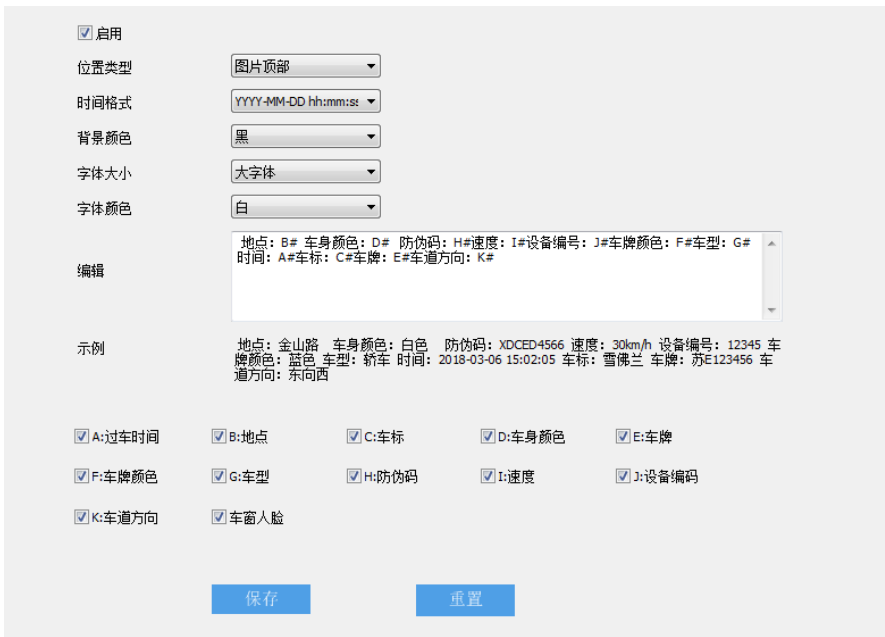 启用
位置类型 图片顶部
时间格式 YYYY-MM-DD hh:mm:ss
背景颜色 黑
字体大小 大字体
字体颜色 白
编辑
地点：B# 车身颜色：D# 防伪码：H#速度：I#设备编号：J#车牌颜色：F#车型：G#
时间：A#车标：C#车牌：E#车道方向：K#
示例
地点：金山路 车身颜色：白色 防伪码：XDCED4566 速度：30km/h 设备编号：12345 车
牌颜色：蓝色 车型：轿车 时间：2018-03-06 15:02:05 车标：雪佛兰 车牌：苏E123456 车
道方向：东向西
A:过车时间 B:地点 C:车标 D:车身颜色 E:车牌
F:车牌颜色 G:车型 H:防伪码 I:速度 J:设备编码
K:车道方向 车窗人脸
保存 重置